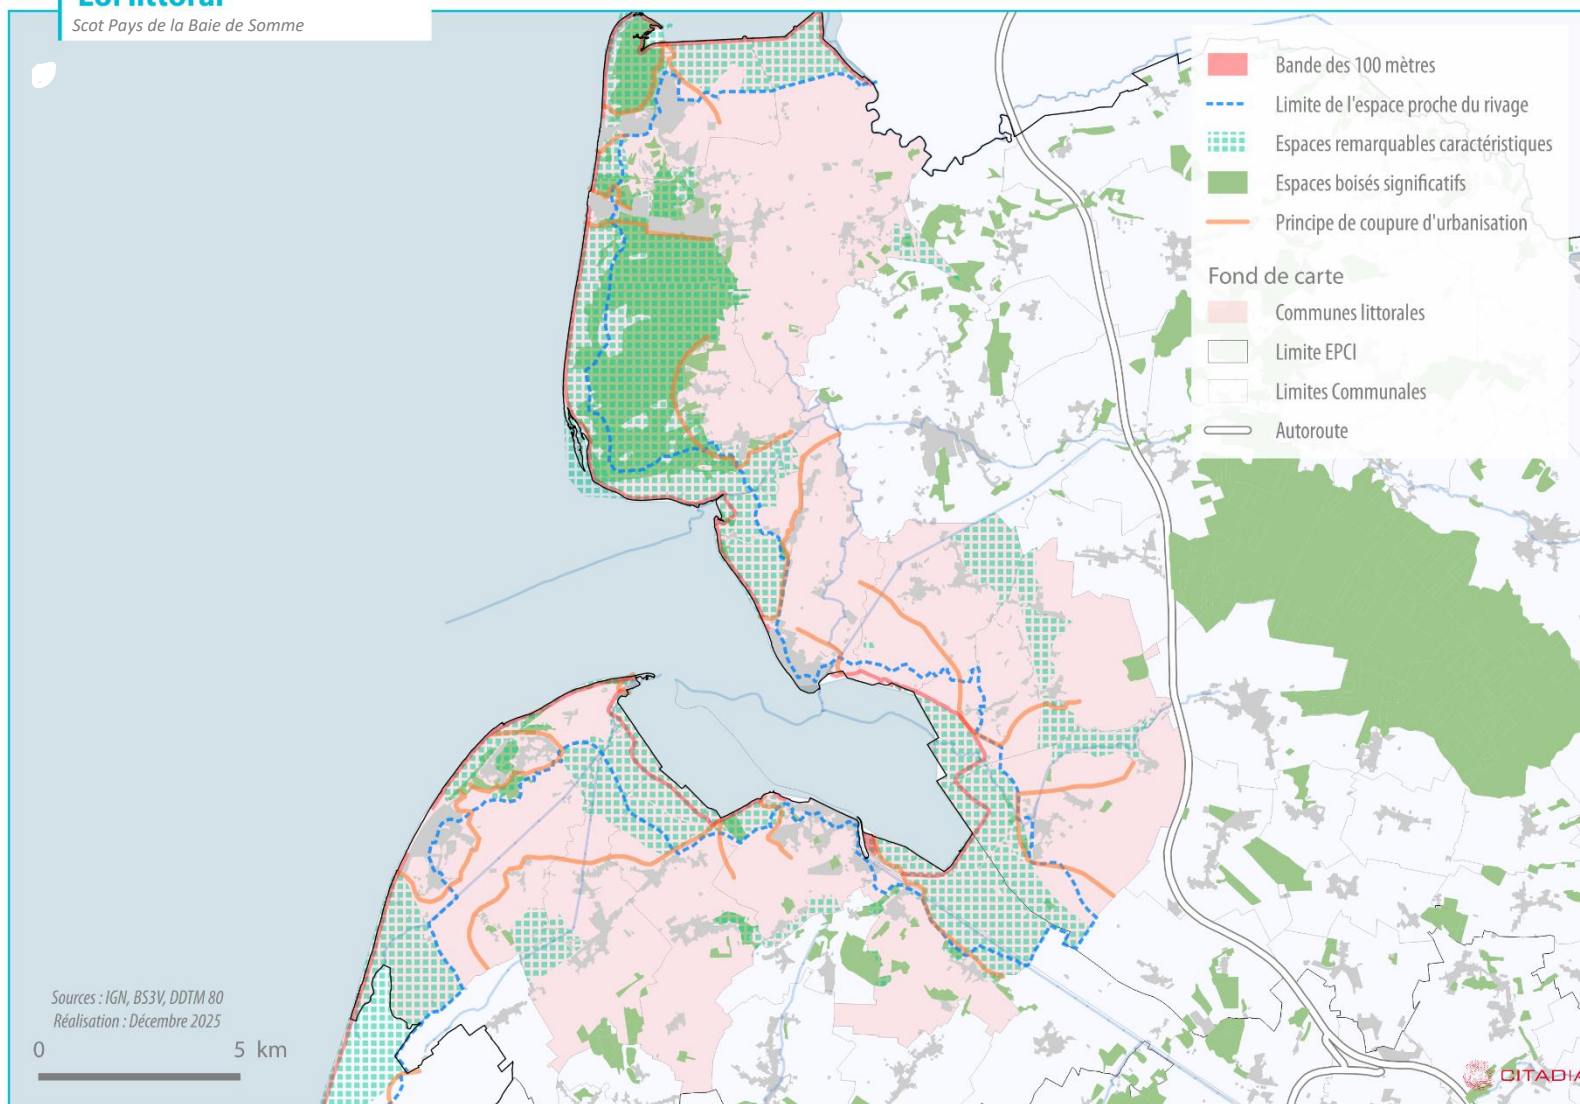 Loi littoral
Scot Pays de la Baie de Somme
Bande des 100 mètres
Limite de l'espace proche du rivage
Espaces remarquables caractéristiques
Espaces boisés significatifs
Principe de coupure d'urbanisation
Fond de carte
Communes littorales
Limite EPCI
Limites Communales
Autoroute
Sources : IGN, BS3V, DDTM 80
Réalisation : Décembre 2025
0 5 km
CITADIA